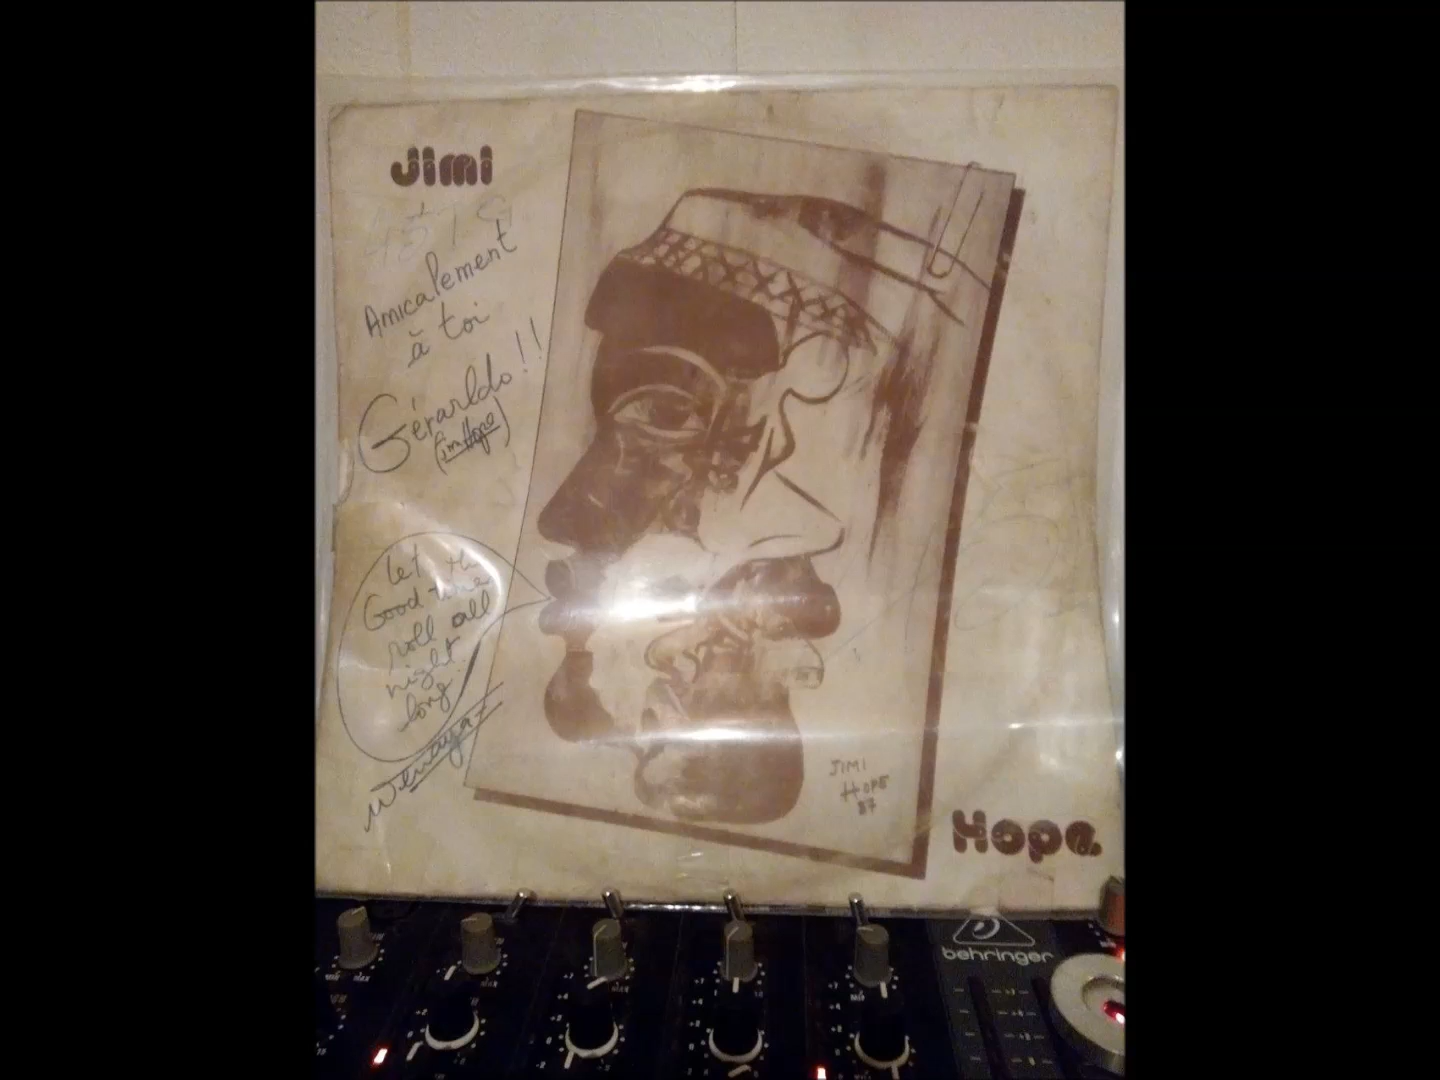 Jimi
Amicalement
à toi
Gérarldo!!
let the
Good time
roll all
night
long
JIMI
HOPE
87
Hope
behringer